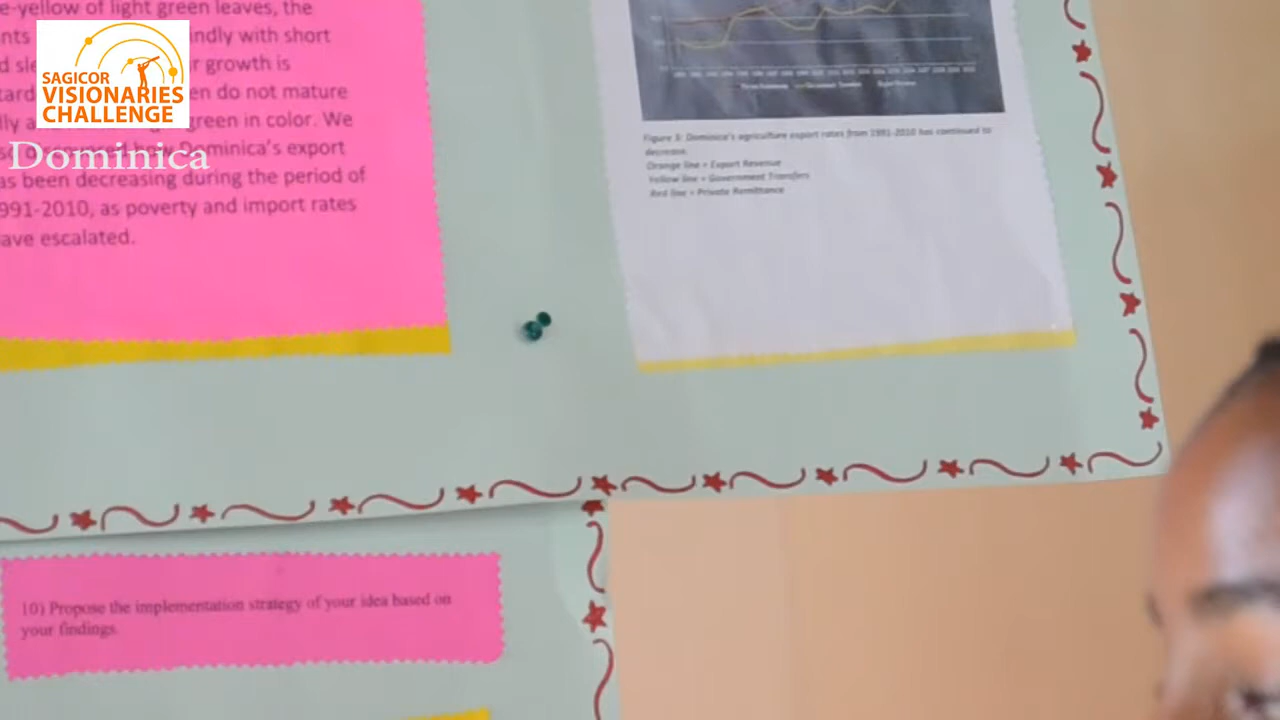 e-yellow of light green leaves, the
nts indly with short
d sle r growth is
tard en do not mature
lly a green in color. We
Dominica's export
as been decreasing during the period of
991-2010, as poverty and import rates
ave escalated.
SAGICOR
VISIONARIES
CHALLENGE
Dominica
Figure 3: Dominica's agriculture export rates from 1991-2010 has continued to
decrease.
Orange line = Export Revenue
Yellow line = Government Transfers
Red line = Private Remittance
10) Propose the implementation strategy of your idea based on
your findings.